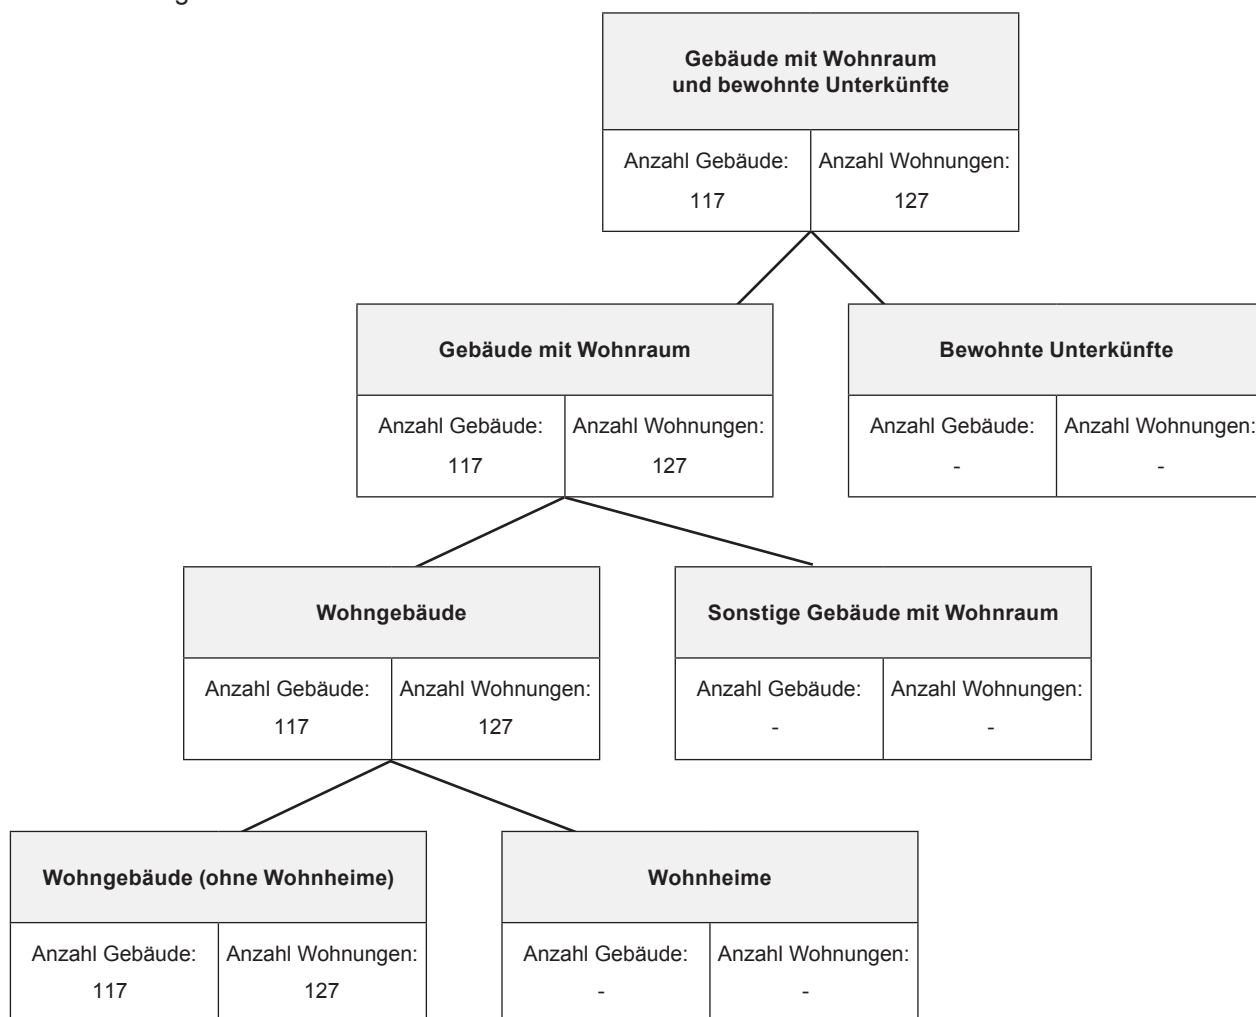 Gebäude mit Wohnraum
und bewohnte Unterkünfte
Anzahl Gebäude: Anzahl Wohnungen:
117 127
Gebäude mit Wohnraum Bewohnte Unterkünfte
Anzahl Gebäude: Anzahl Wohnungen: Anzahl Gebäude: Anzahl Wohnungen:
117 127 - -
Wohngebäude Sonstige Gebäude mit Wohnraum
Anzahl Gebäude: Anzahl Wohnungen: Anzahl Gebäude: Anzahl Wohnungen:
117 127 - -
Wohngebäude (ohne Wohnheime) Wohnheime
Anzahl Gebäude: Anzahl Wohnungen: Anzahl Gebäude: Anzahl Wohnungen:
117 127 - -